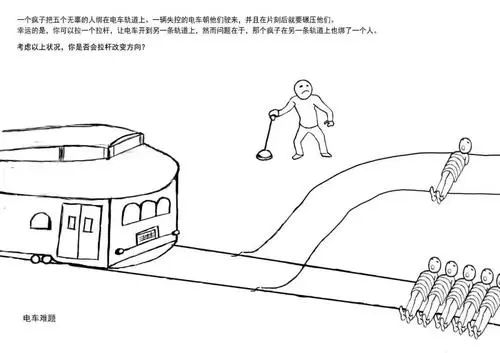 一个疯子把五个无辜的人绑在电车轨道上。一辆失控的电车朝他们驶来，并且在片刻后就要碾压他们。
幸运的是，你可以拉一个拉杆，让电车开到另一条轨道上，然而问题在于，那个疯子在另一条轨道上也绑了一个人。
考虑以上状况，你是否会拉杆改变方向？
电车难题